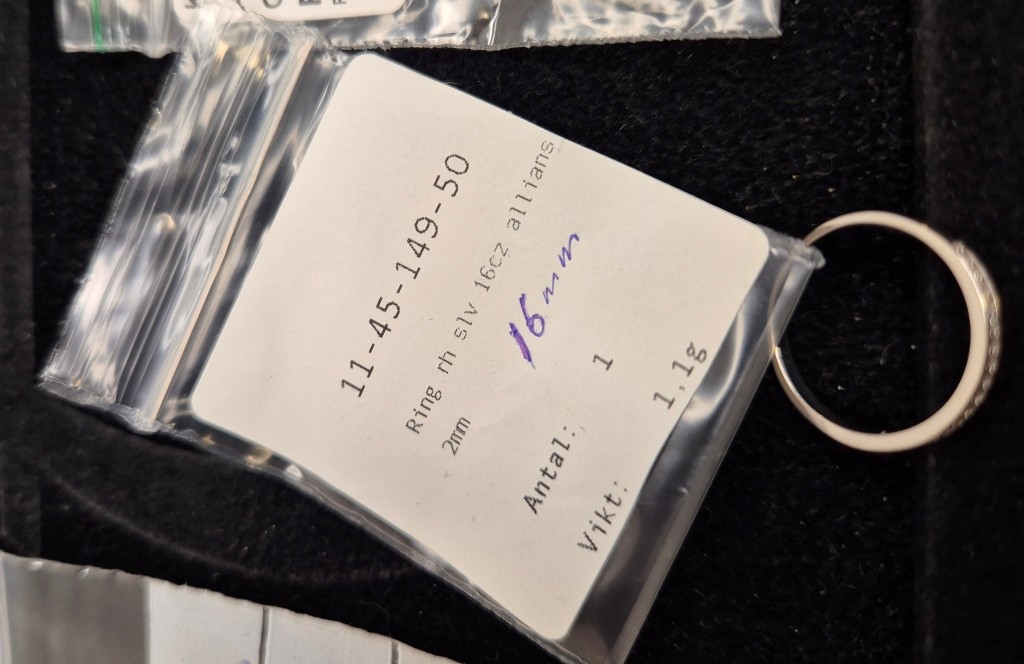 11-45-149-50
Ring rh slv 16cz allians
2mm
16mm
Antal: 1
Vikt: 1,1g